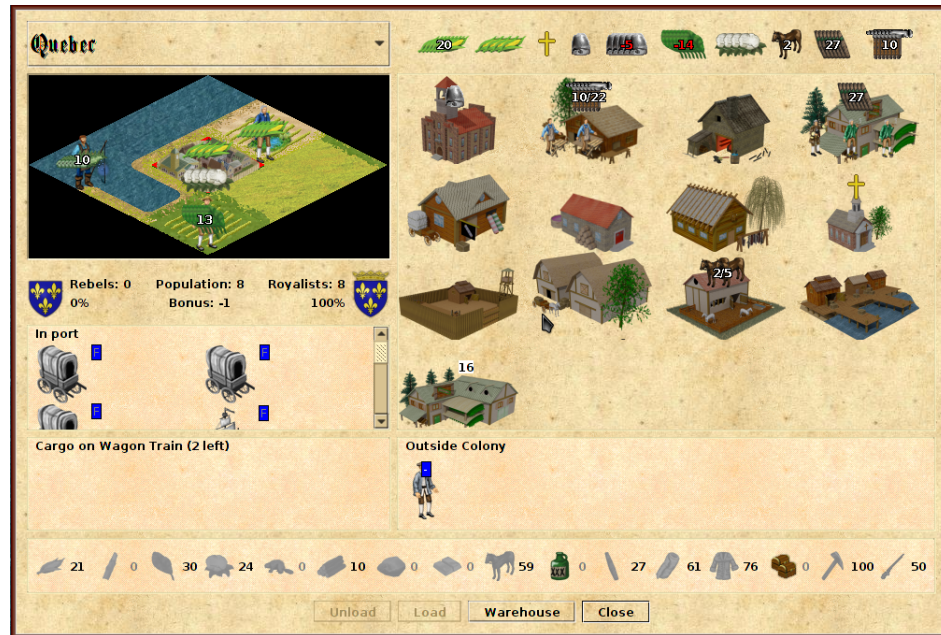 Quebec
20 -5 -14 2 27 10
10/22 27
10
13
2/5
Rebels: 0 Population: 8 Royalists: 8
0% Bonus: -1 100%
In port
F F
F F
16
Cargo on Wagon Train (2 left)
Outside Colony
-
21 0 30 24 0 10 0 0 59 0 27 61 76 0 100 50
Unload Load Warehouse Close